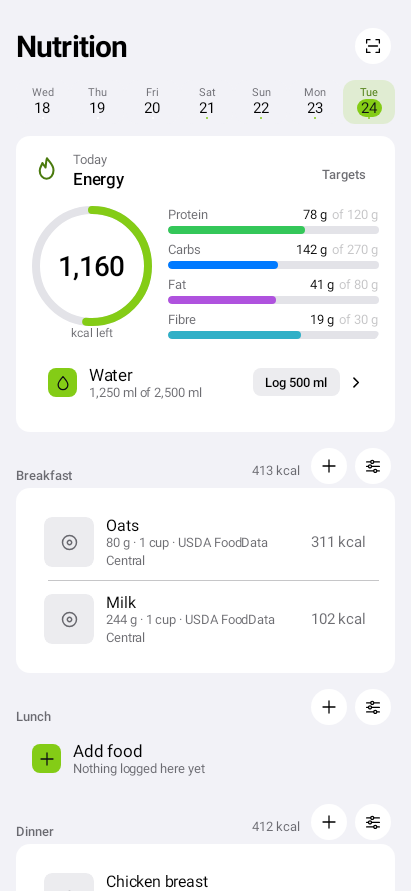 Nutrition
Wed Thu Fri Sat Sun Mon Tue
18 19 20 21 22 23 24
Today
Energy
Targets
1,160
kcal left
Protein 78 g of 120 g
Carbs 142 g of 270 g
Fat 41 g of 80 g
Fibre 19 g of 30 g
Water
1,250 ml of 2,500 ml
Log 500 ml
Breakfast 413 kcal
Oats
80 g · 1 cup · USDA FoodData
Central
311 kcal
Milk
244 g · 1 cup · USDA FoodData
Central
102 kcal
Lunch
Add food
Nothing logged here yet
Dinner 412 kcal
Chicken breast